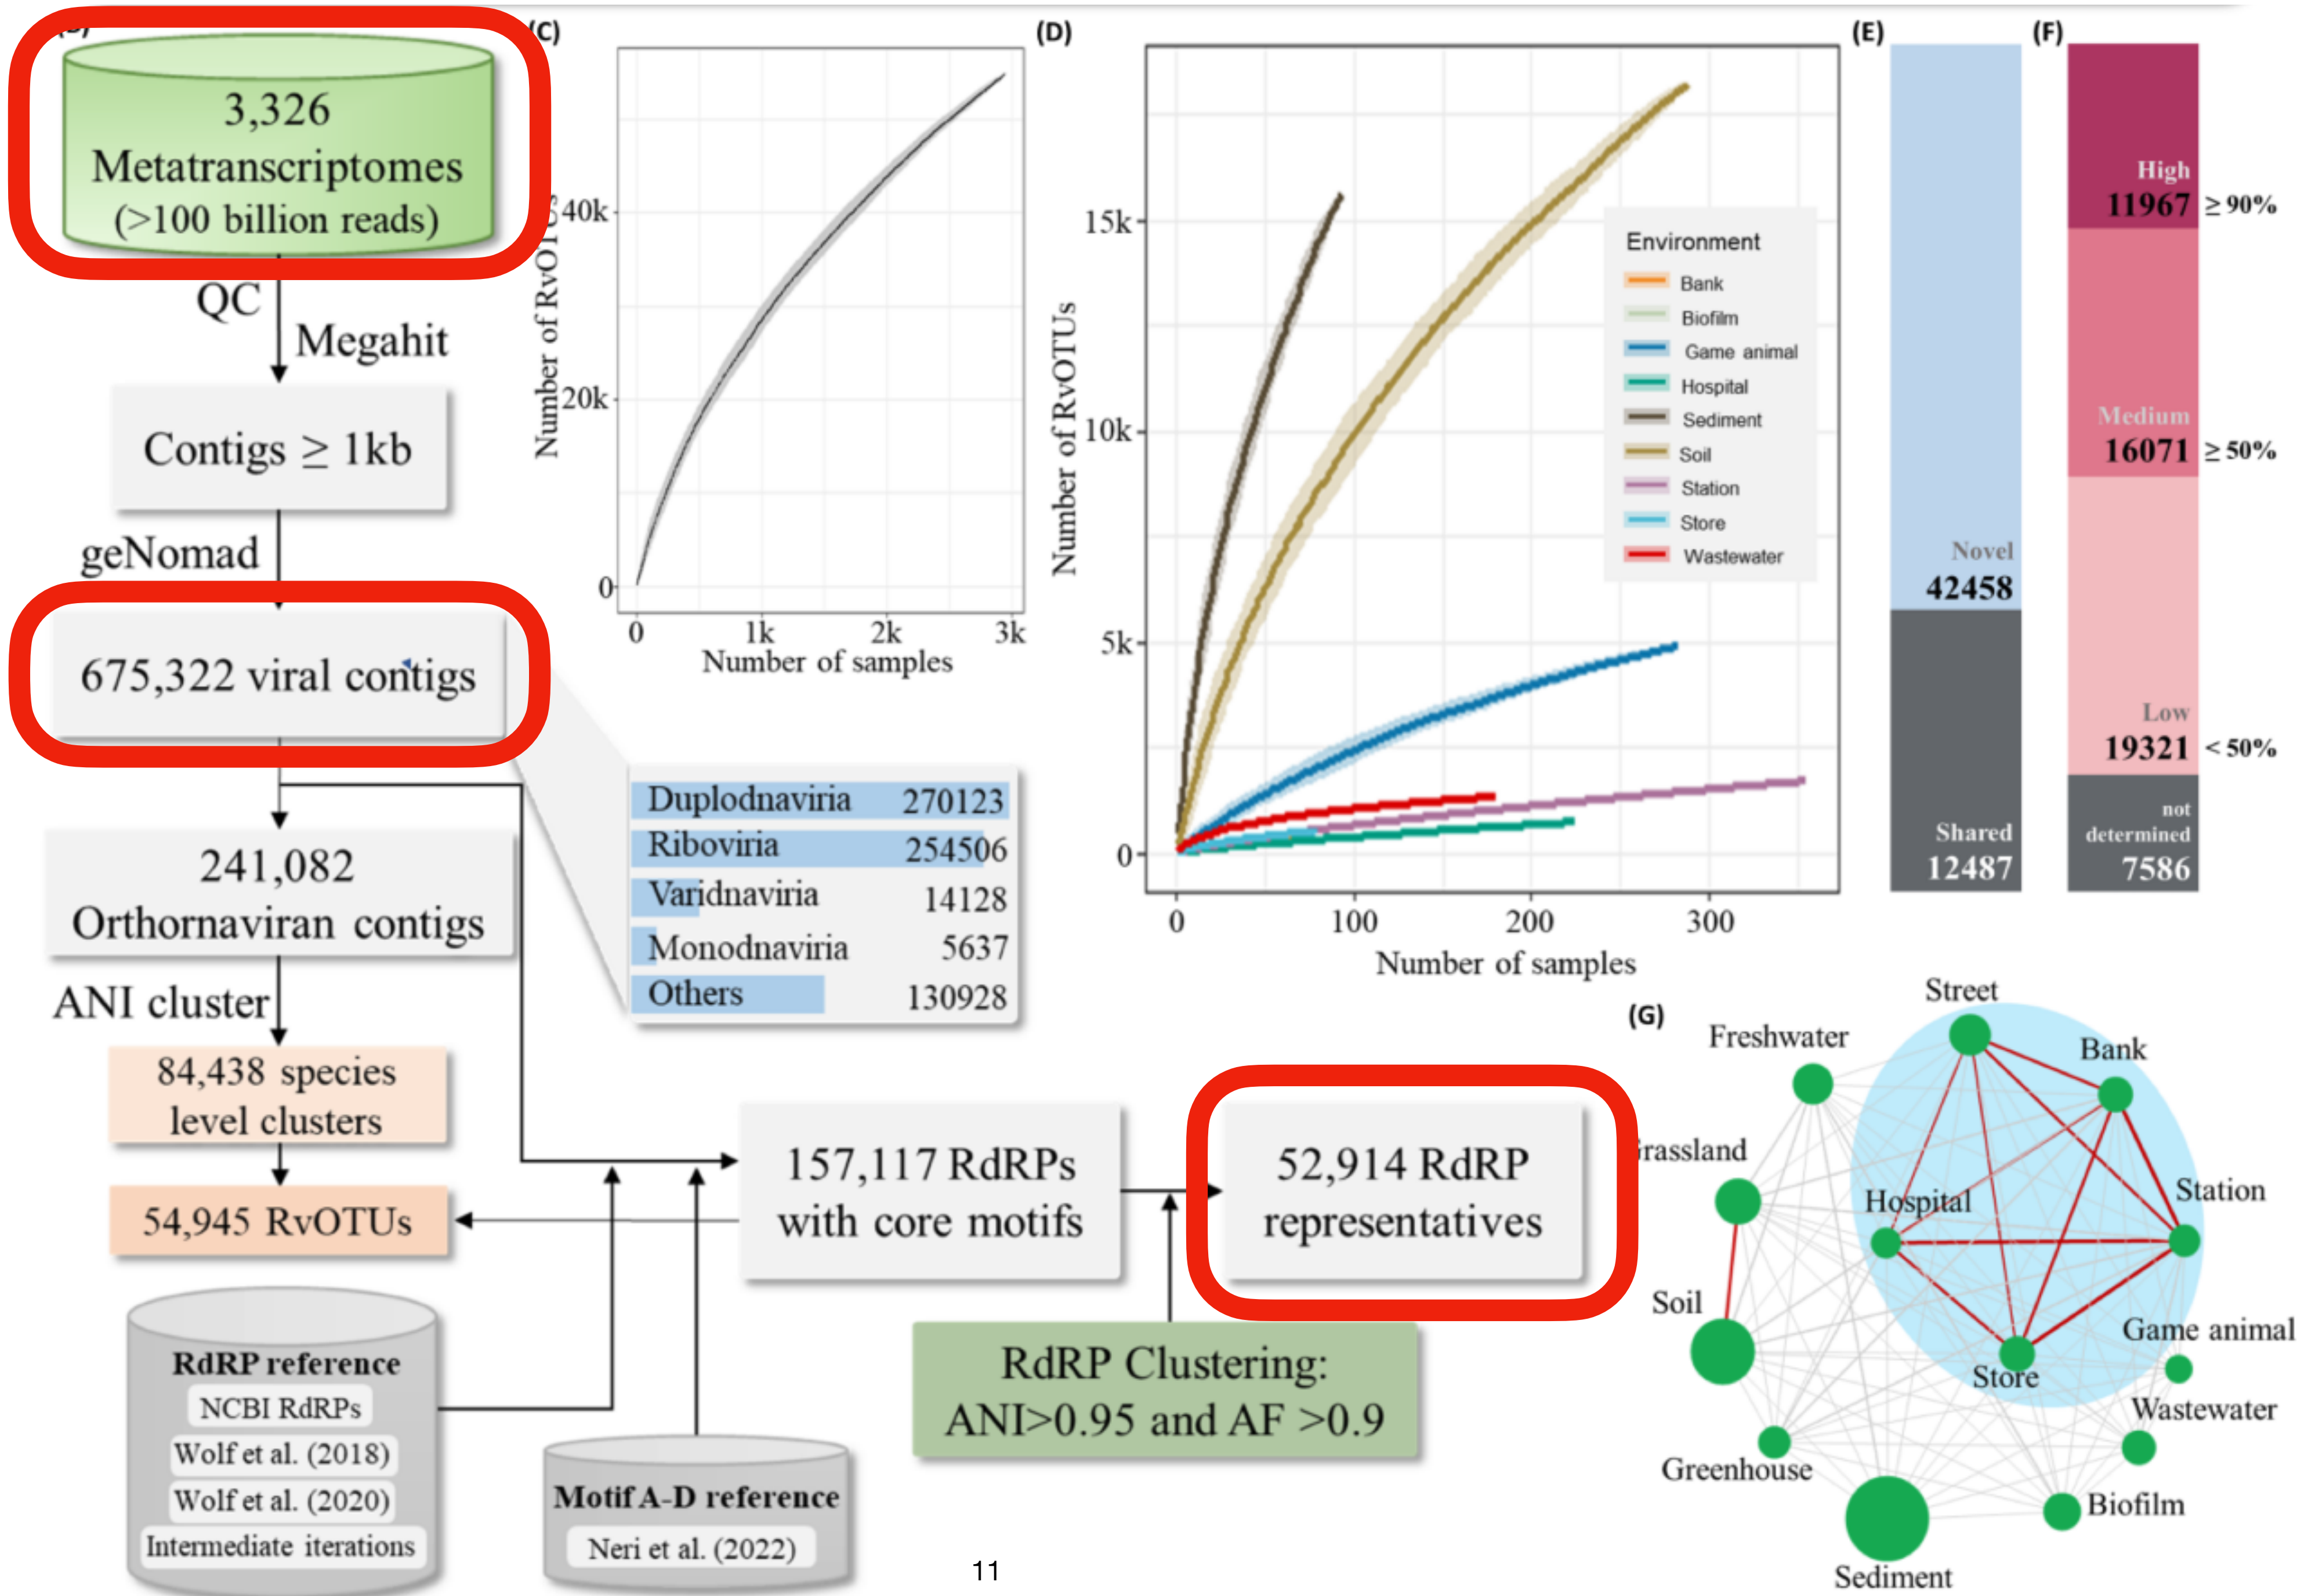 3,326
Metatranscriptomes
(>100 billion reads)
QC
Megahit
Contigs ≥ 1kb
geNomad
675,322 viral contigs
241,082
Orthornaviran contigs
ANI cluster
84,438 species
level clusters
54,945 RvOTUs
RdRP reference
NCBI RdRPs
Wolf et al. (2018)
Wolf et al. (2020)
Intermediate iterations
Motif A-D reference
Neri et al. (2022)
157,117 RdRPs
with core motifs
52,914 RdRP
representatives
RdRP Clustering:
ANI>0.95 and AF >0.9
Duplodnaviria 270123
Riboviria 254506
Varidnaviria 14128
Monodnaviria 5637
Others 130928
(C)
Number of RvOTUs
40k
20k
0
0 1k 2k 3k
Number of samples
(D)
Number of RvOTUs
15k
10k
5k
0
0 100 200 300
Number of samples
Environment
Bank
Biofilm
Game animal
Hospital
Sediment
Soil
Station
Store
Wastewater
(E)
Novel
42458
Shared
12487
(F)
High
11967 ≥ 90%
Medium
16071 ≥ 50%
Low
19321 < 50%
not
determined
7586
(G)
Street
Freshwater
Bank
Grassland
Hospital
Station
Soil
Game animal
Store
Wastewater
Greenhouse
Biofilm
Sediment
11